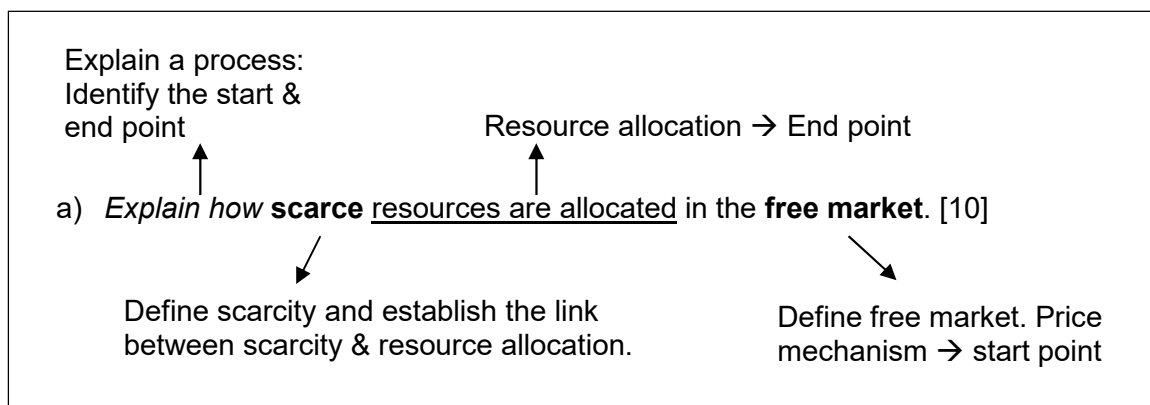 Explain a process:
Identify the start &
end point
Resource allocation → End point
a) Explain how scarce resources are allocated in the free market. [10]
Define scarcity and establish the link
between scarcity & resource allocation.
Define free market. Price
mechanism → start point